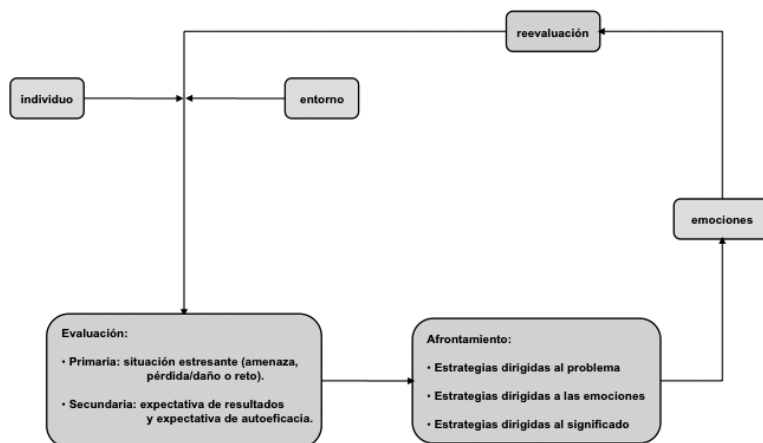 reevaluación
individuo
entorno
emociones
Evaluación:
• Primaria: situación estresante (amenaza,
pérdida/daño o reto).
• Secundaria: expectativa de resultados
y expectativa de autoeficacia.
Afrontamiento:
• Estrategias dirigidas al problema
• Estrategias dirigidas a las emociones
• Estrategias dirigidas al significado